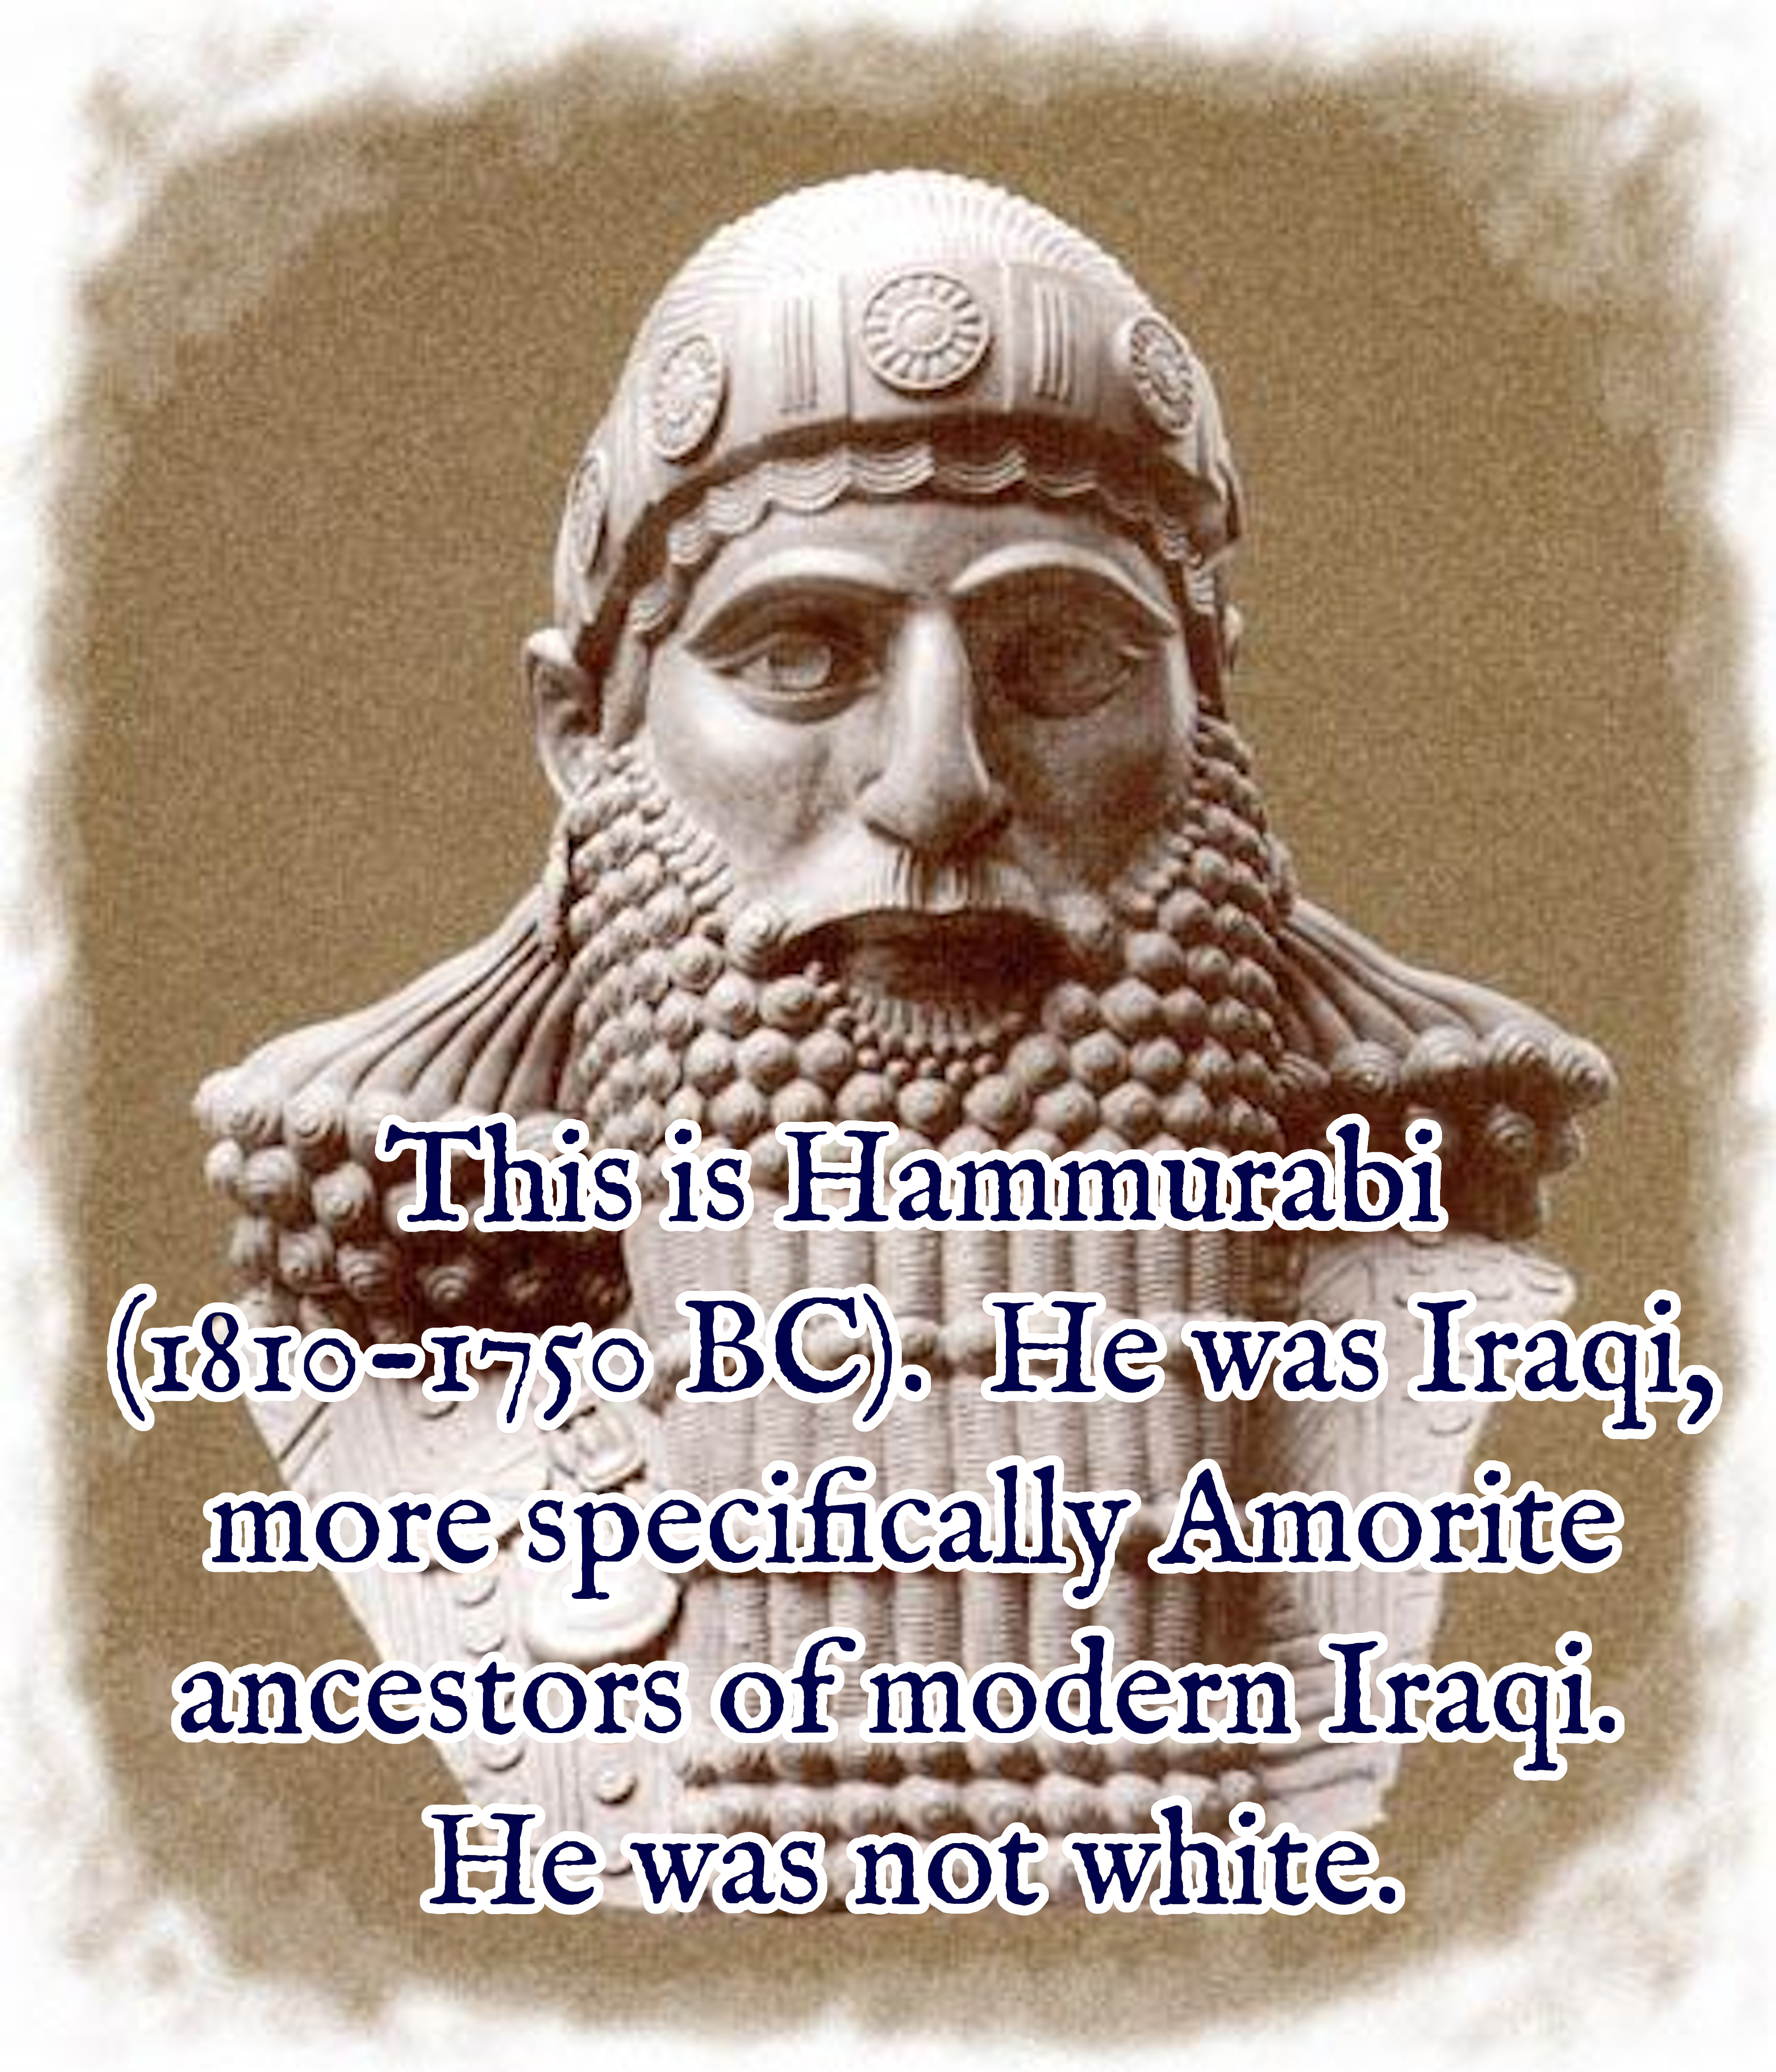 This is Hammurabi
(1810-1750 BC).  He was Iraqi,
more specifically Amorite
ancestors of modern Iraqi.
He was not white.